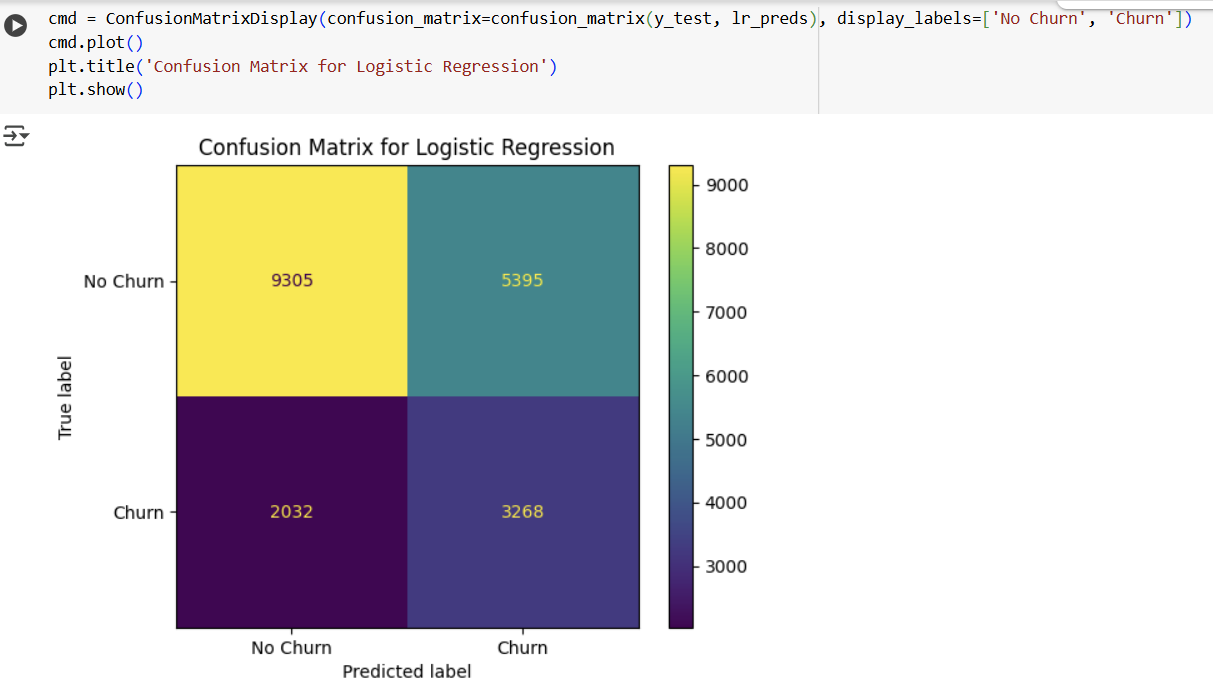 cmd = ConfusionMatrixDisplay(confusion_matrix=confusion_matrix(y_test, lr_preds), display_labels=['No Churn', 'Churn'])
cmd.plot()
plt.title('Confusion Matrix for Logistic Regression')
plt.show()
Confusion Matrix for Logistic Regression
9000
8000
7000
6000
5000
4000
3000
No Churn
9305
5395
True label
Churn
2032
3268
No Churn
Churn
Predicted label